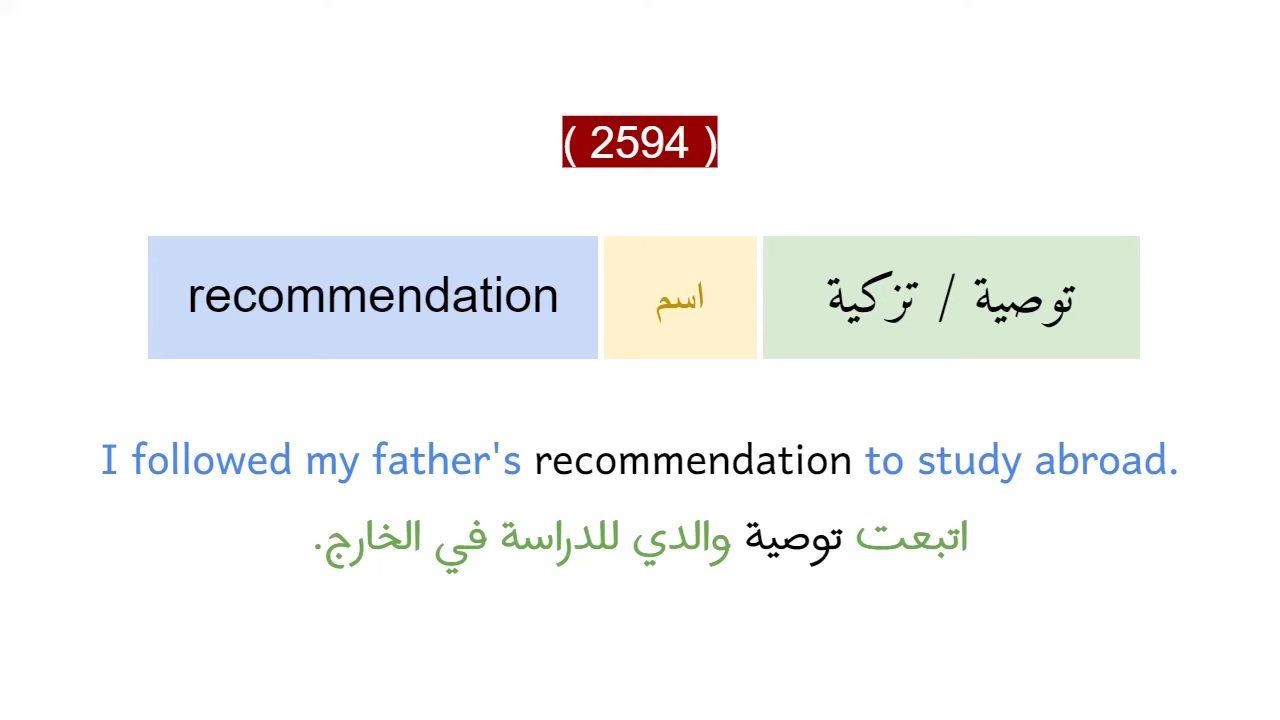 ( 2594 )
recommendation اسم توصية / تزكية
I followed my father's recommendation to study abroad.
اتبعت توصية والدي للدراسة في الخارج.